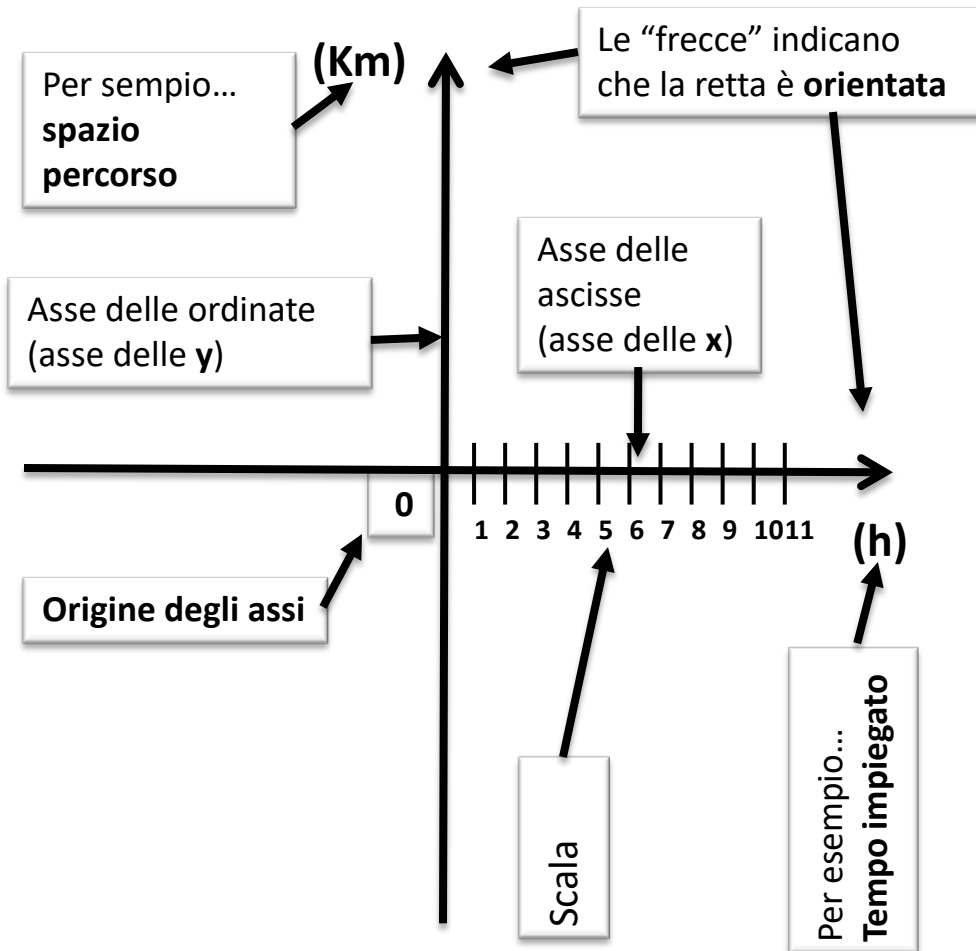 Per sempio...
spazio
percorso
(Km)
Le “frecce” indicano
che la retta è orientata
Asse delle ordinate
(asse delle y)
Asse delle
ascisse
(asse delle x)
0
1 2 3 4 5 6 7 8 9 10 11
(h)
Origine degli assi
Scala
Per esempio...
Tempo impiegato